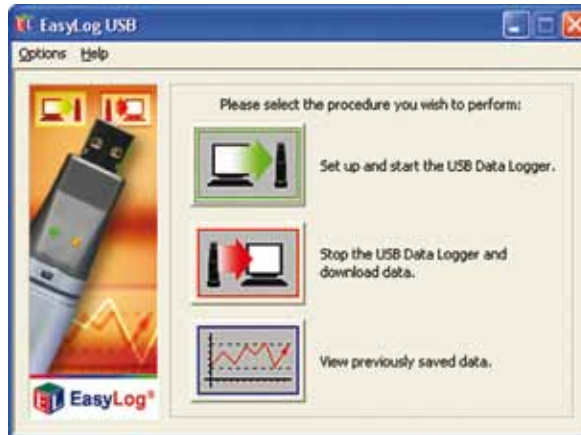 EasyLog USB
Options Help
Please select the procedure you wish to perform:
Set up and start the USB Data Logger.
Stop the USB Data Logger and
download data.
View previously saved data.
EL EasyLog®